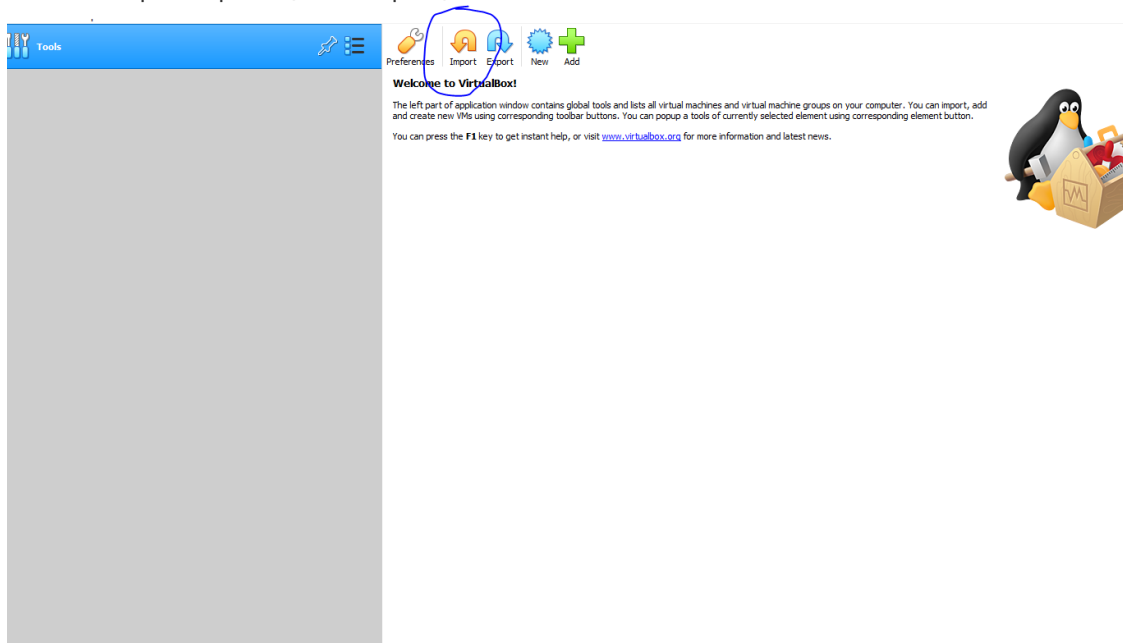 Tools
Preferences Import Export New Add
Welcome to VirtualBox!
The left part of application window contains global tools and lists all virtual machines and virtual machine groups on your computer. You can import, add
and create new VMs using corresponding toolbar buttons. You can popup a tools of currently selected element using corresponding element button.
You can press the F1 key to get instant help, or visit www.virtualbox.org for more information and latest news.